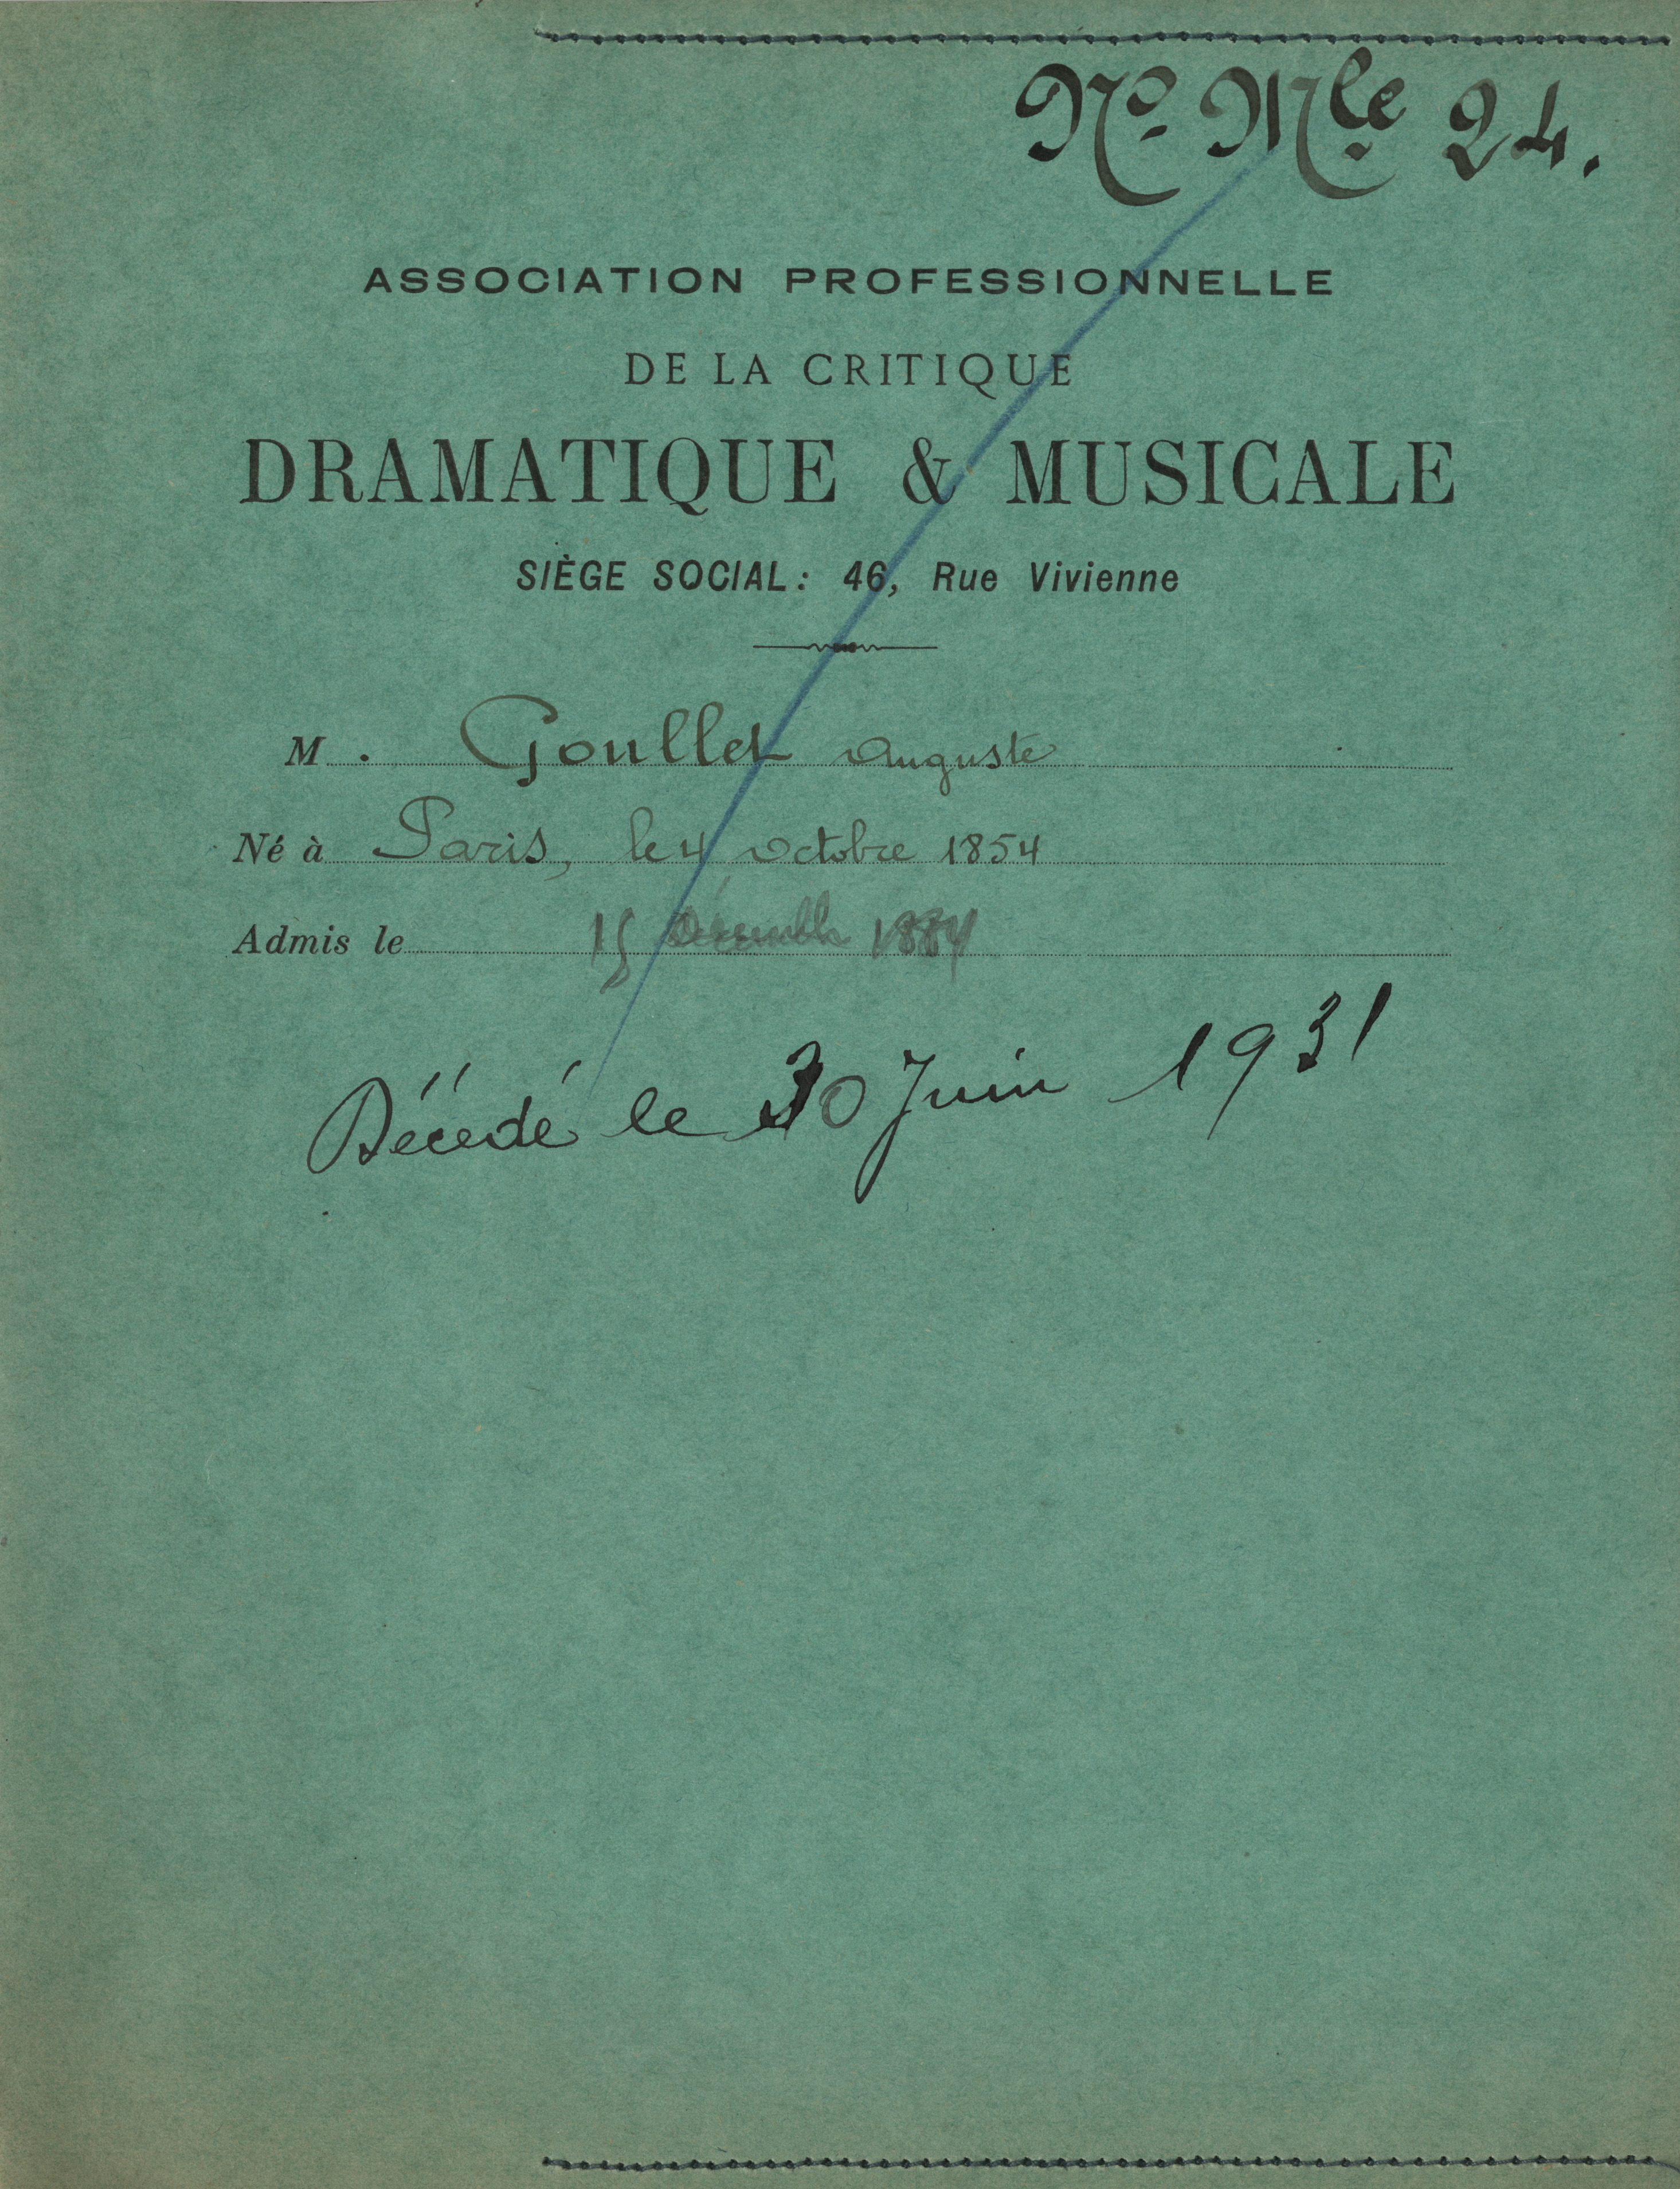 Nº Mle 24.
ASSOCIATION PROFESSIONNELLE
DE LA CRITIQUE
DRAMATIQUE & MUSICALE
SIÈGE SOCIAL : 46, Rue Vivienne
M. Goullet Auguste
Né à Paris, le 4 octobre 1854
Admis le 15 Décembre 1884
Décédé le 30 Juin 1931